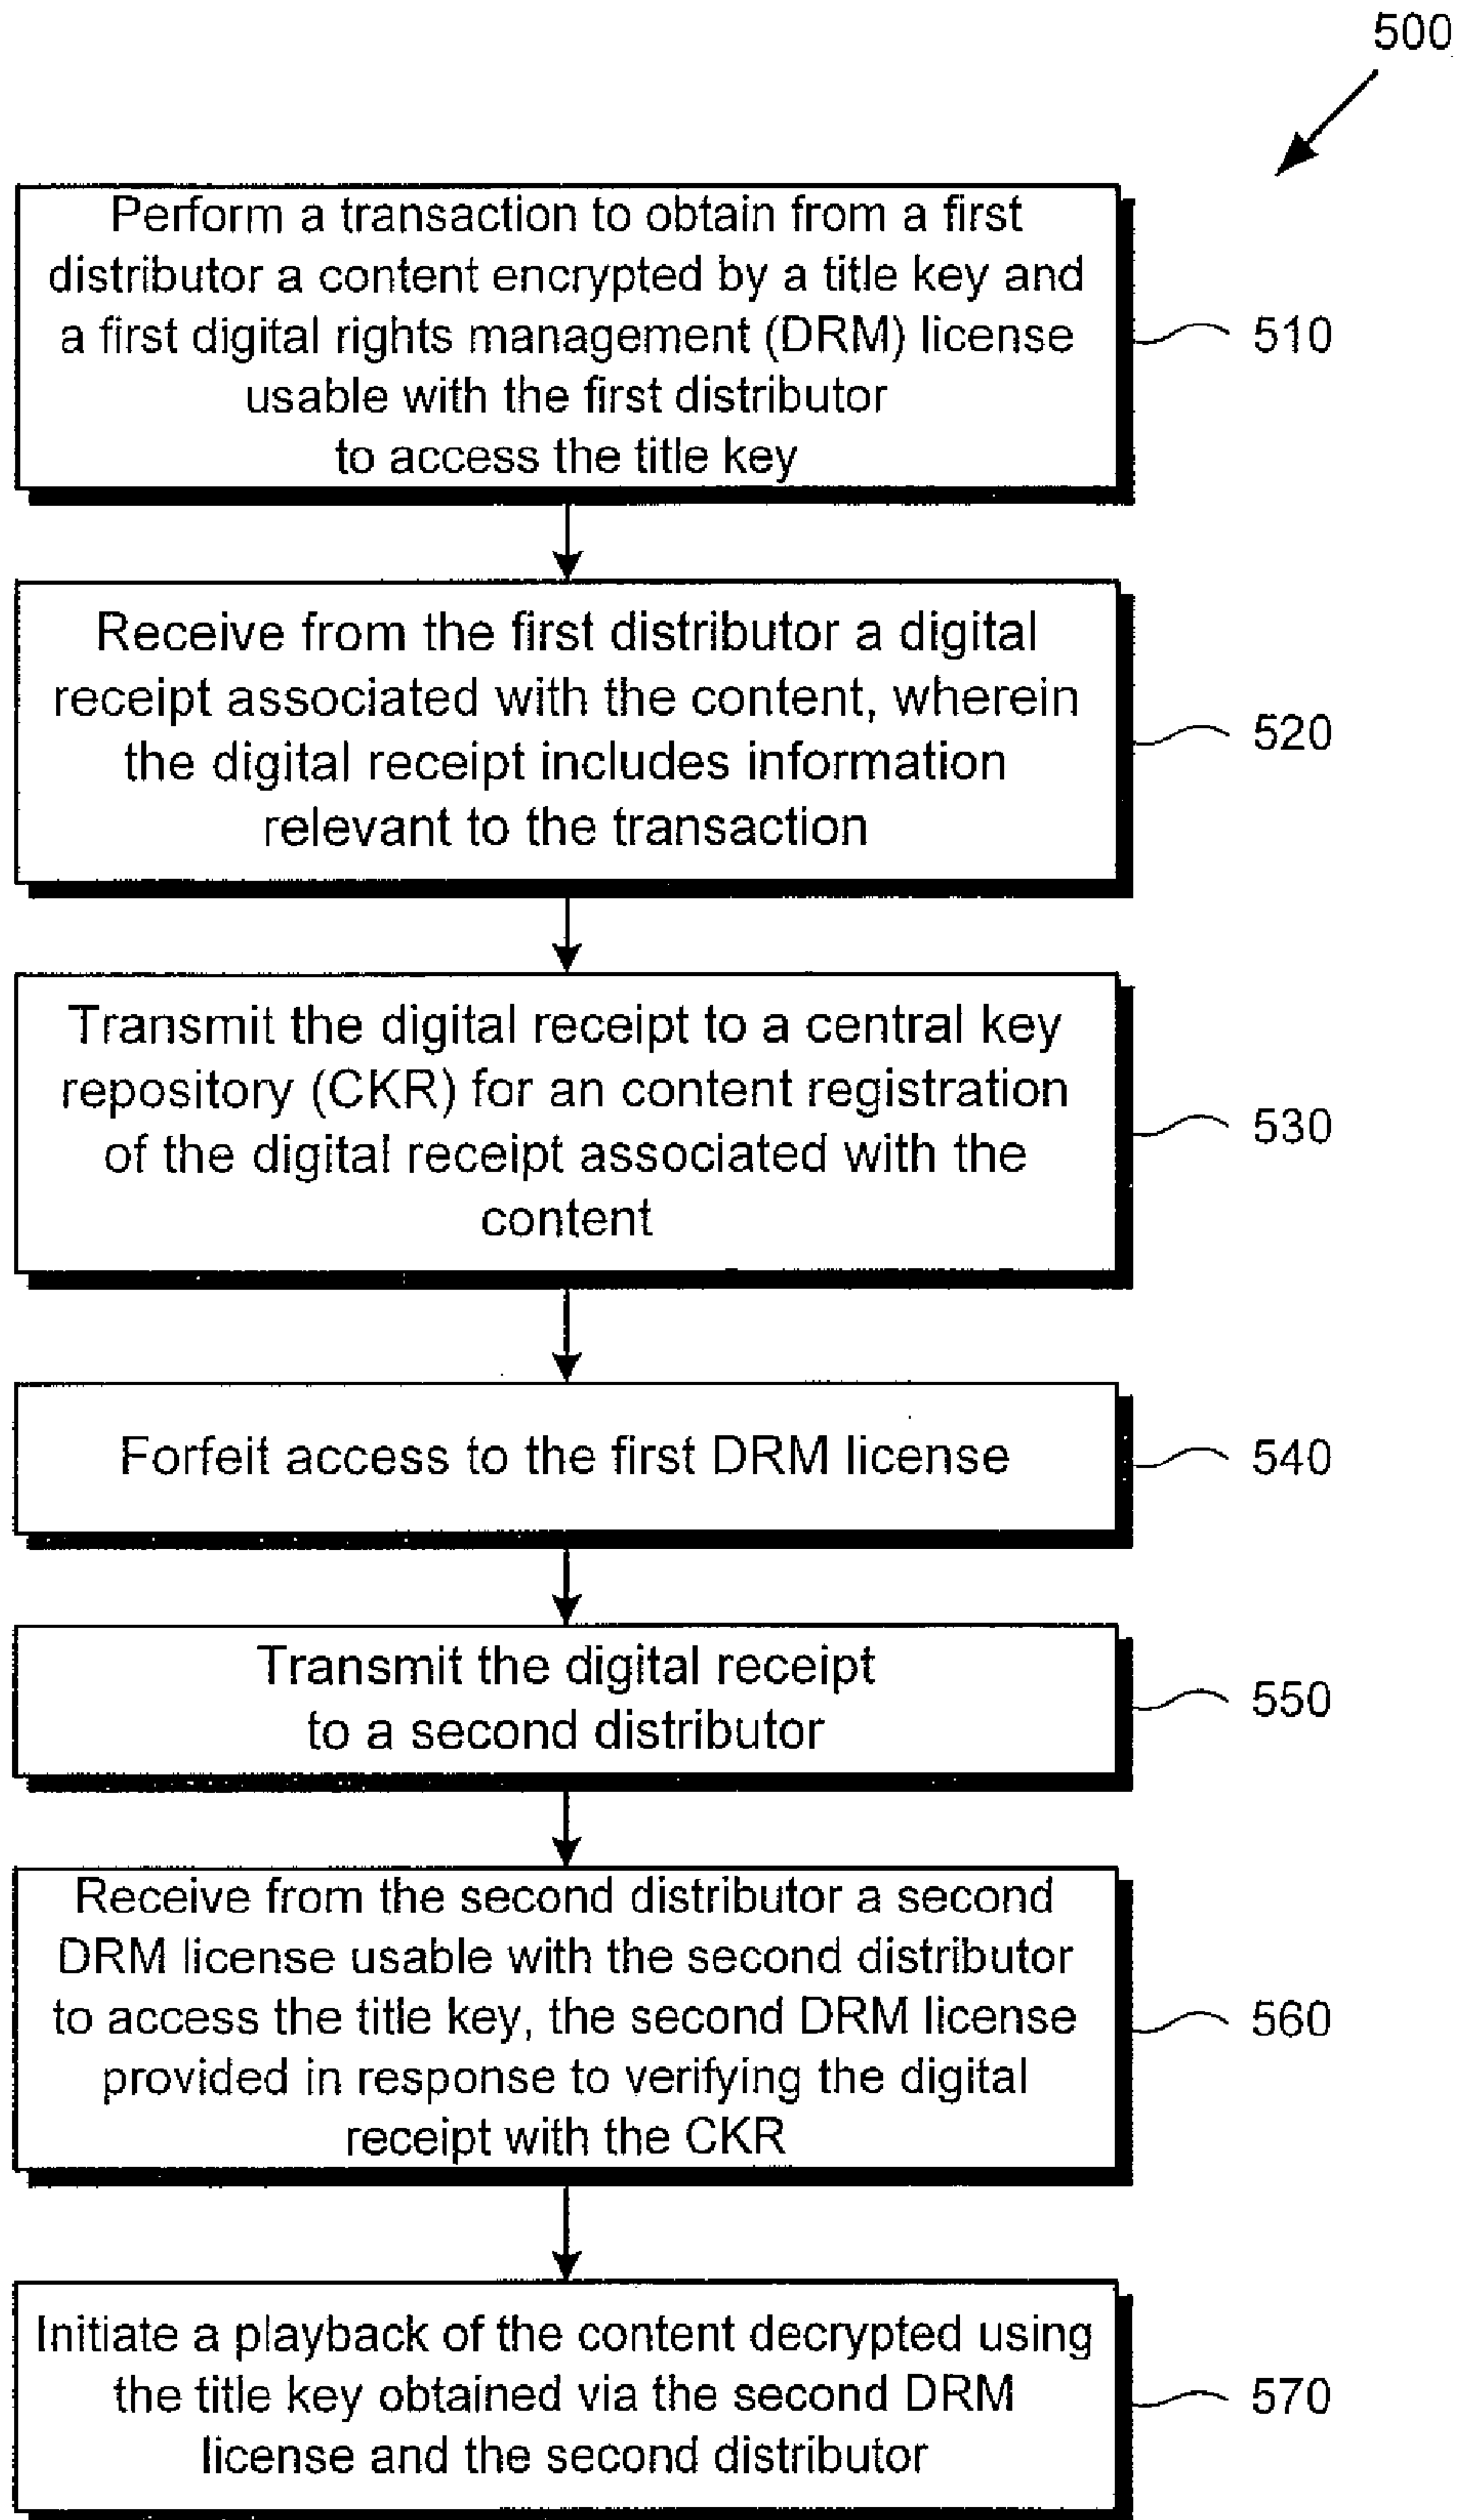 500
Perform a transaction to obtain from a first
distributor a content encrypted by a title key and
a first digital rights management (DRM) license
usable with the first distributor
to access the title key
510
Receive from the first distributor a digital
receipt associated with the content, wherein
the digital receipt includes information
relevant to the transaction
520
Transmit the digital receipt to a central key
repository (CKR) for an content registration
of the digital receipt associated with the
content
530
Forfeit access to the first DRM license
540
Transmit the digital receipt
to a second distributor
550
Receive from the second distributor a second
DRM license usable with the second distributor
to access the title key, the second DRM license
provided in response to verifying the digital
receipt with the CKR
560
Initiate a playback of the content decrypted using
the title key obtained via the second DRM
license and the second distributor
570